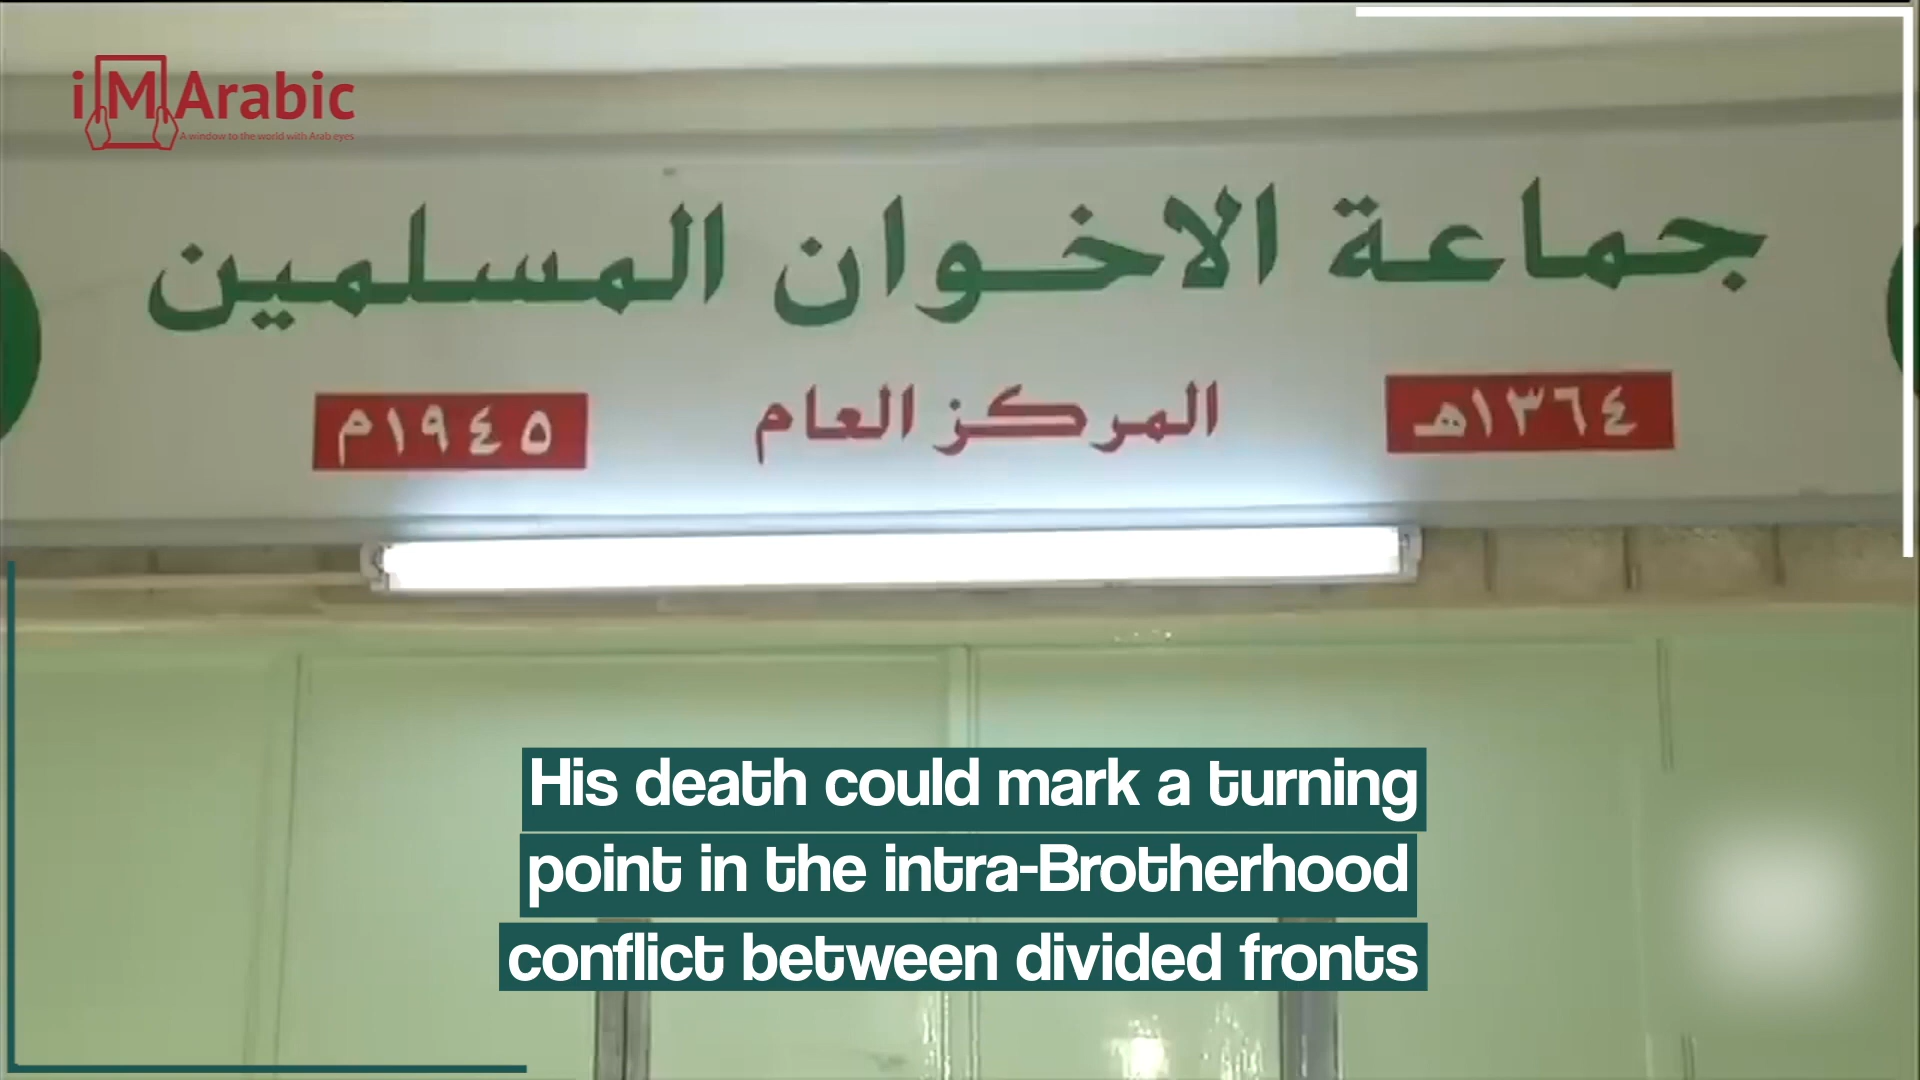 iMArabic
A window to the world with Arab eyes
جماعة الاخوان المسلمين
١٣٦٤هـ المركز العام ١٩٤٥م
His death could mark a turning
point in the intra-Brotherhood
conflict between divided fronts